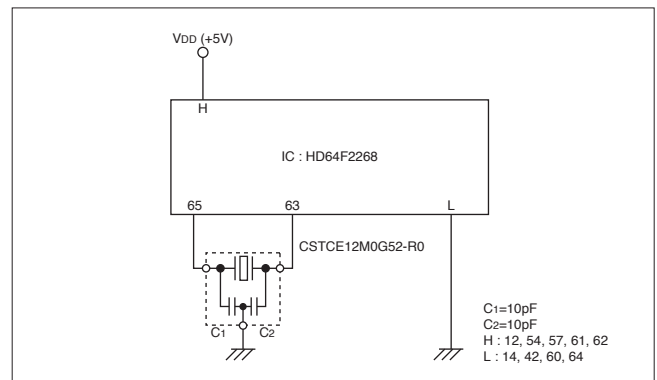 VDD (+5V)
H
IC : HD64F2268
65 63 L
CSTCE12M0G52-R0
C1 C2
C1=10pF
C2=10pF
H : 12, 54, 57, 61, 62
L : 14, 42, 60, 64